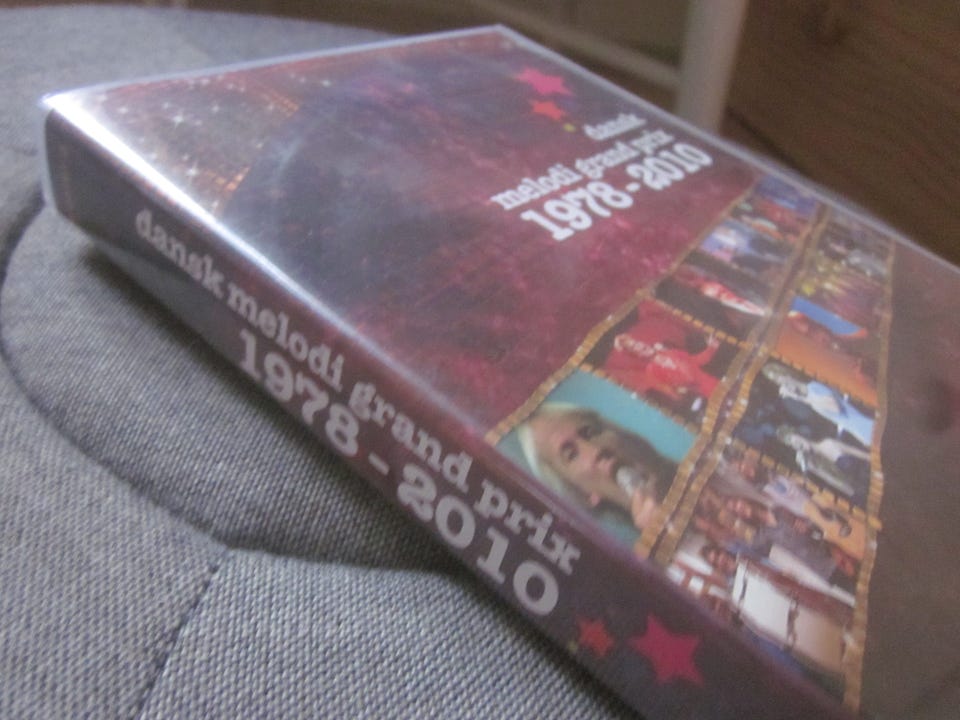 dansk
melodi grand prix
1978-2010
dansk melodi grand prix
1978-2010